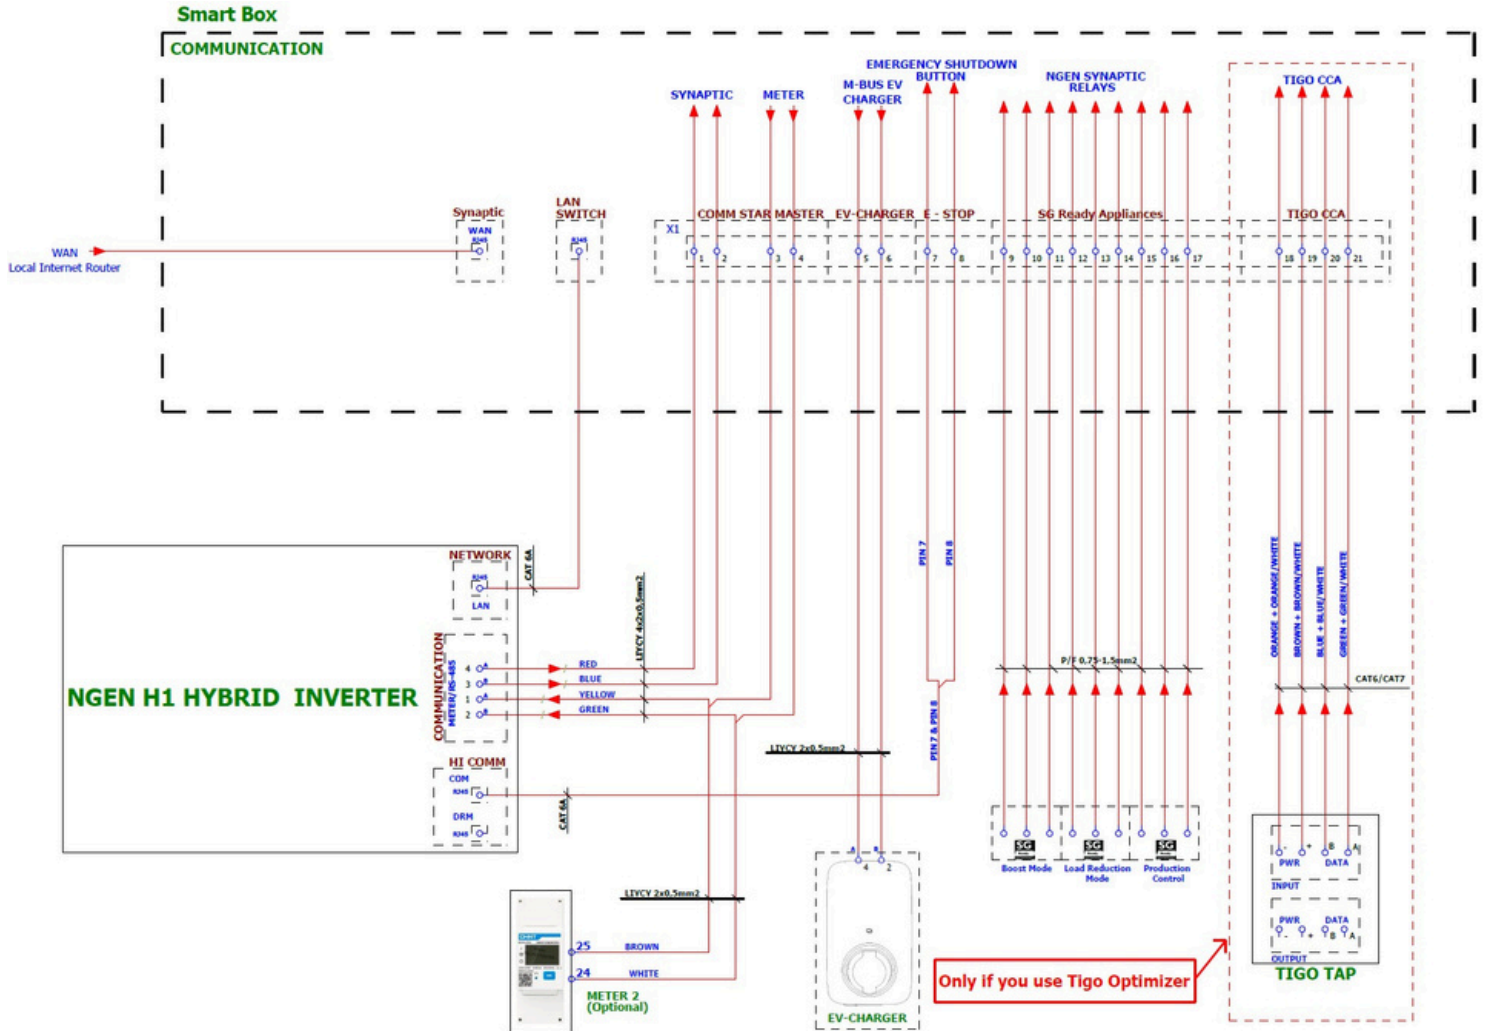 Smart Box
COMMUNICATION
EMERGENCY SHUTDOWN
BUTTON
NGEN SYNAPTIC
RELAYS
TIGO CCA
SYNAPTIC
METER
M-BUS EV
CHARGER
Synaptic
WAN
RJ45
LAN
SWITCH
RJ45
COMM STAR MASTER
EV-CHARGER
E - STOP
SG Ready Appliances
TIGO CCA
X1
WAN
Local Internet Router
1 2 3 4 5 6 7 8 9 10 11 12 13 14 15 16 17 18 19 20 21
NGEN H1 HYBRID INVERTER
NETWORK
RJ45
LAN
CAT 6A
COMMUNICATION
METER/RS-485
4 A RED
3 B BLUE
1 A YELLOW
2 B GREEN
LIYCY 4x2x0,5mm2
HI COMM
COM
RJ45
DRM
RJ45
CAT 6A
PIN 7
PIN 8
PIN 7 & PIN 8
LIYCY 2x0.5mm2
P/F 0,75-1,5mm2
ORANGE + ORANGE/WHITE
BROWN + BROWN/WHITE
BLUE + BLUE/WHITE
GREEN + GREEN/WHITE
CAT6/CAT7
LIYCY 2x0.5mm2
25 BROWN
24 WHITE
METER 2
(Optional)
A B
4 2
EV-CHARGER
SG
Boost Mode
SG
Load Reduction
Mode
SG
Production
Control
- + B A
PWR DATA
INPUT
PWR DATA
- + B A
OUTPUT
TIGO TAP
Only if you use Tigo Optimizer